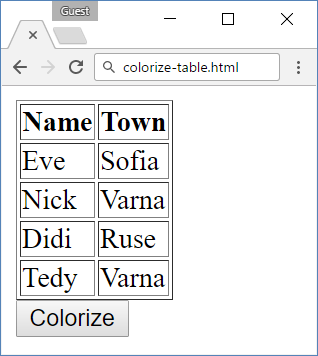 Guest
colorize-table.html
Name Town
Eve Sofia
Nick Varna
Didi Ruse
Tedy Varna
Colorize